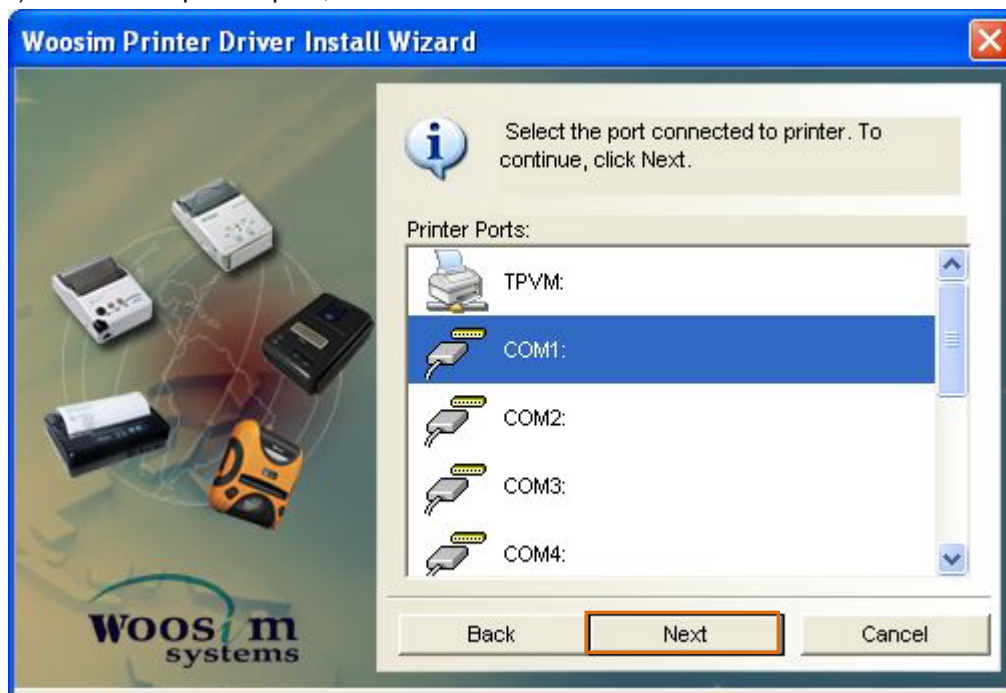 Woosim Printer Driver Install Wizard
Select the port connected to printer. To
continue, click Next.
Printer Ports:
TPVM:
COM1:
COM2:
COM3:
COM4:
Back Next Cancel
Woosim
systems